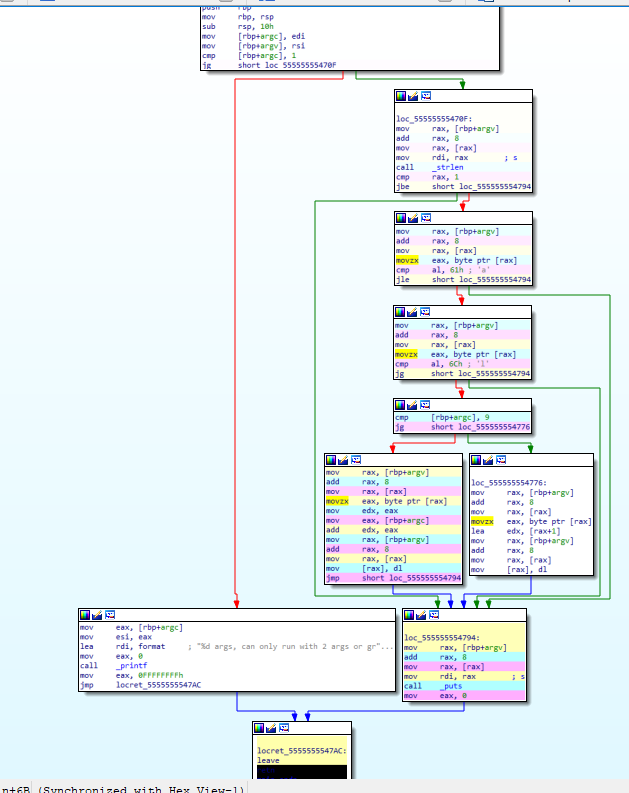 push rbp
mov rbp, rsp
sub rsp, 10h
mov [rbp+argc], edi
mov [rbp+argv], rsi
cmp [rbp+argc], 1
jg short loc_55555555470F
loc_55555555470F:
mov rax, [rbp+argv]
add rax, 8
mov rax, [rax]
mov rdi, rax ; s
call _strlen
cmp rax, 1
jbe short loc_555555554794
mov rax, [rbp+argv]
add rax, 8
mov rax, [rax]
movzx eax, byte ptr [rax]
cmp al, 61h ; 'a'
jle short loc_555555554794
mov rax, [rbp+argv]
add rax, 8
mov rax, [rax]
movzx eax, byte ptr [rax]
cmp al, 6Ch ; 'l'
jg short loc_555555554794
cmp [rbp+argc], 9
jg short loc_555555554776
mov rax, [rbp+argv]
add rax, 8
mov rax, [rax]
movzx eax, byte ptr [rax]
mov edx, eax
mov eax, [rbp+argc]
add edx, eax
mov rax, [rbp+argv]
add rax, 8
mov rax, [rax]
mov [rax], dl
jmp short loc_555555554794
loc_555555554776:
mov rax, [rbp+argv]
add rax, 8
mov rax, [rax]
movzx eax, byte ptr [rax]
lea edx, [rax+1]
mov rax, [rbp+argv]
add rax, 8
mov rax, [rax]
mov [rax], dl
mov eax, [rbp+argc]
mov esi, eax
lea rdi, format ; "%d args, can only run with 2 args or gr"...
mov eax, 0
call _printf
mov eax, 0FFFFFFFFh
jmp locret_5555555547AC
loc_555555554794:
mov rax, [rbp+argv]
add rax, 8
mov rax, [rax]
mov rdi, rax ; s
call _puts
mov eax, 0
locret_5555555547AC:
leave
n+6B (Synchronized with Hex View-1)